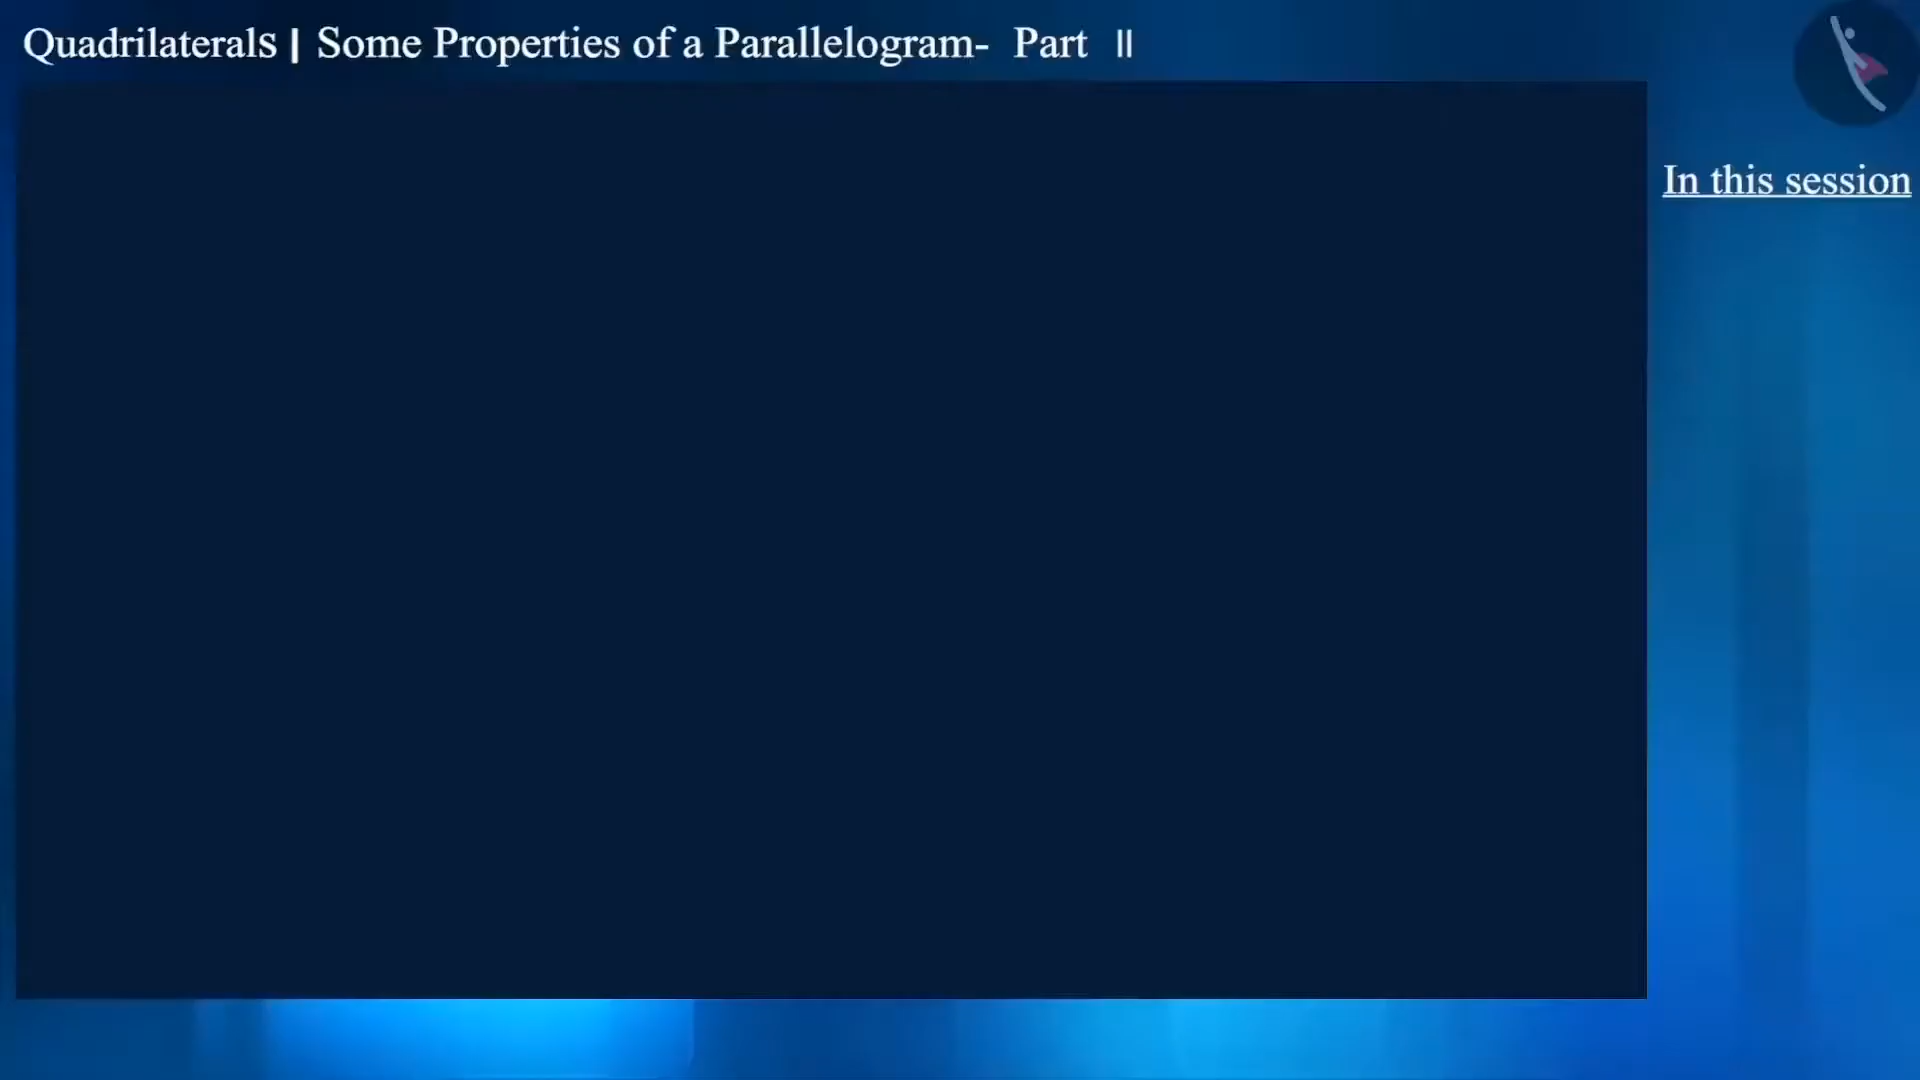 Quadrilaterals | Some Properties of a Parallelogram- Part II
In this session